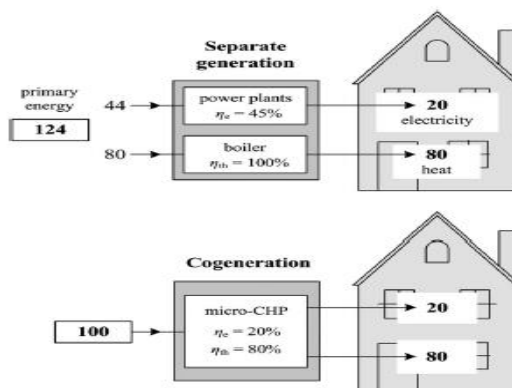 Separate
generation
primary
energy
124
44
power plants
ηe = 45%
20
electricity
80
boiler
ηth = 100%
80
heat
Cogeneration
100
micro-CHP
ηe = 20%
ηth = 80%
20
80